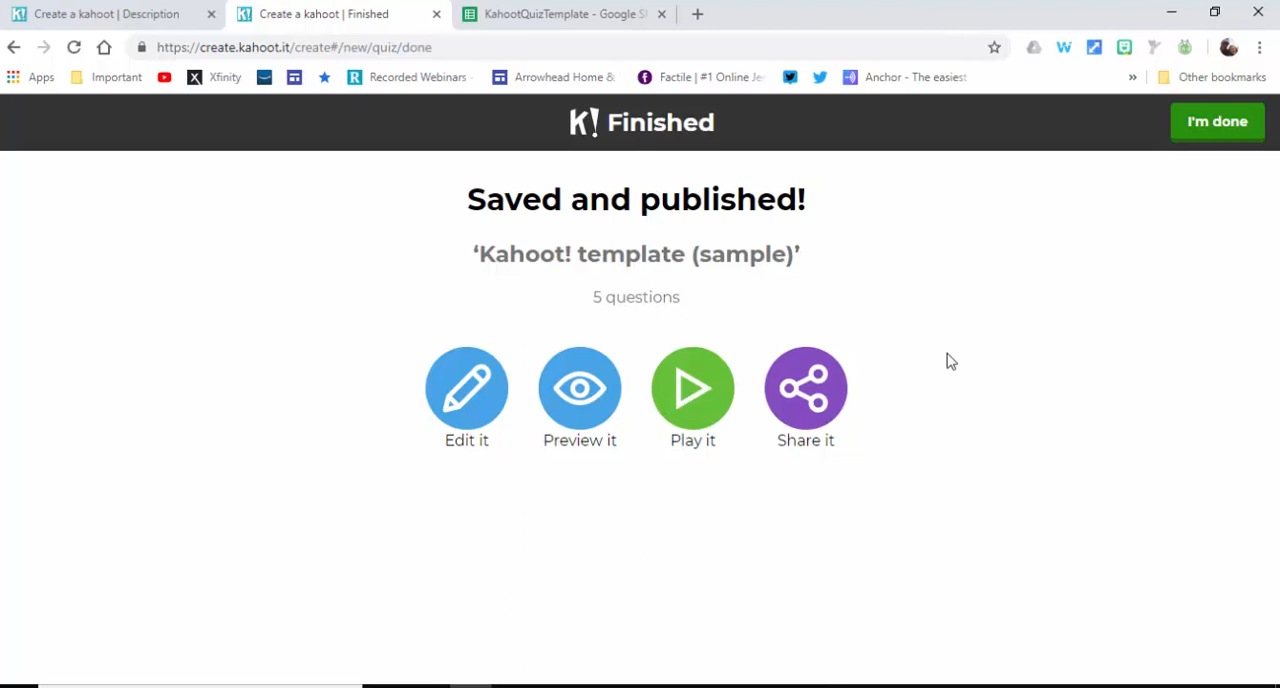 Create a kahoot | Description
Create a kahoot | Finished
KahootQuizTemplate - Google S
https://create.kahoot.it/create#/new/quiz/done
W
Apps
Important
X
Xfinity
R
Recorded Webinars -
Arrowhead Home &
Factile | #1 Online Je
Anchor - The easiest
»
Other bookmarks
K! Finished
I'm done
Saved and published!
‘Kahoot! template (sample)’
5 questions
Edit it
Preview it
Play it
Share it